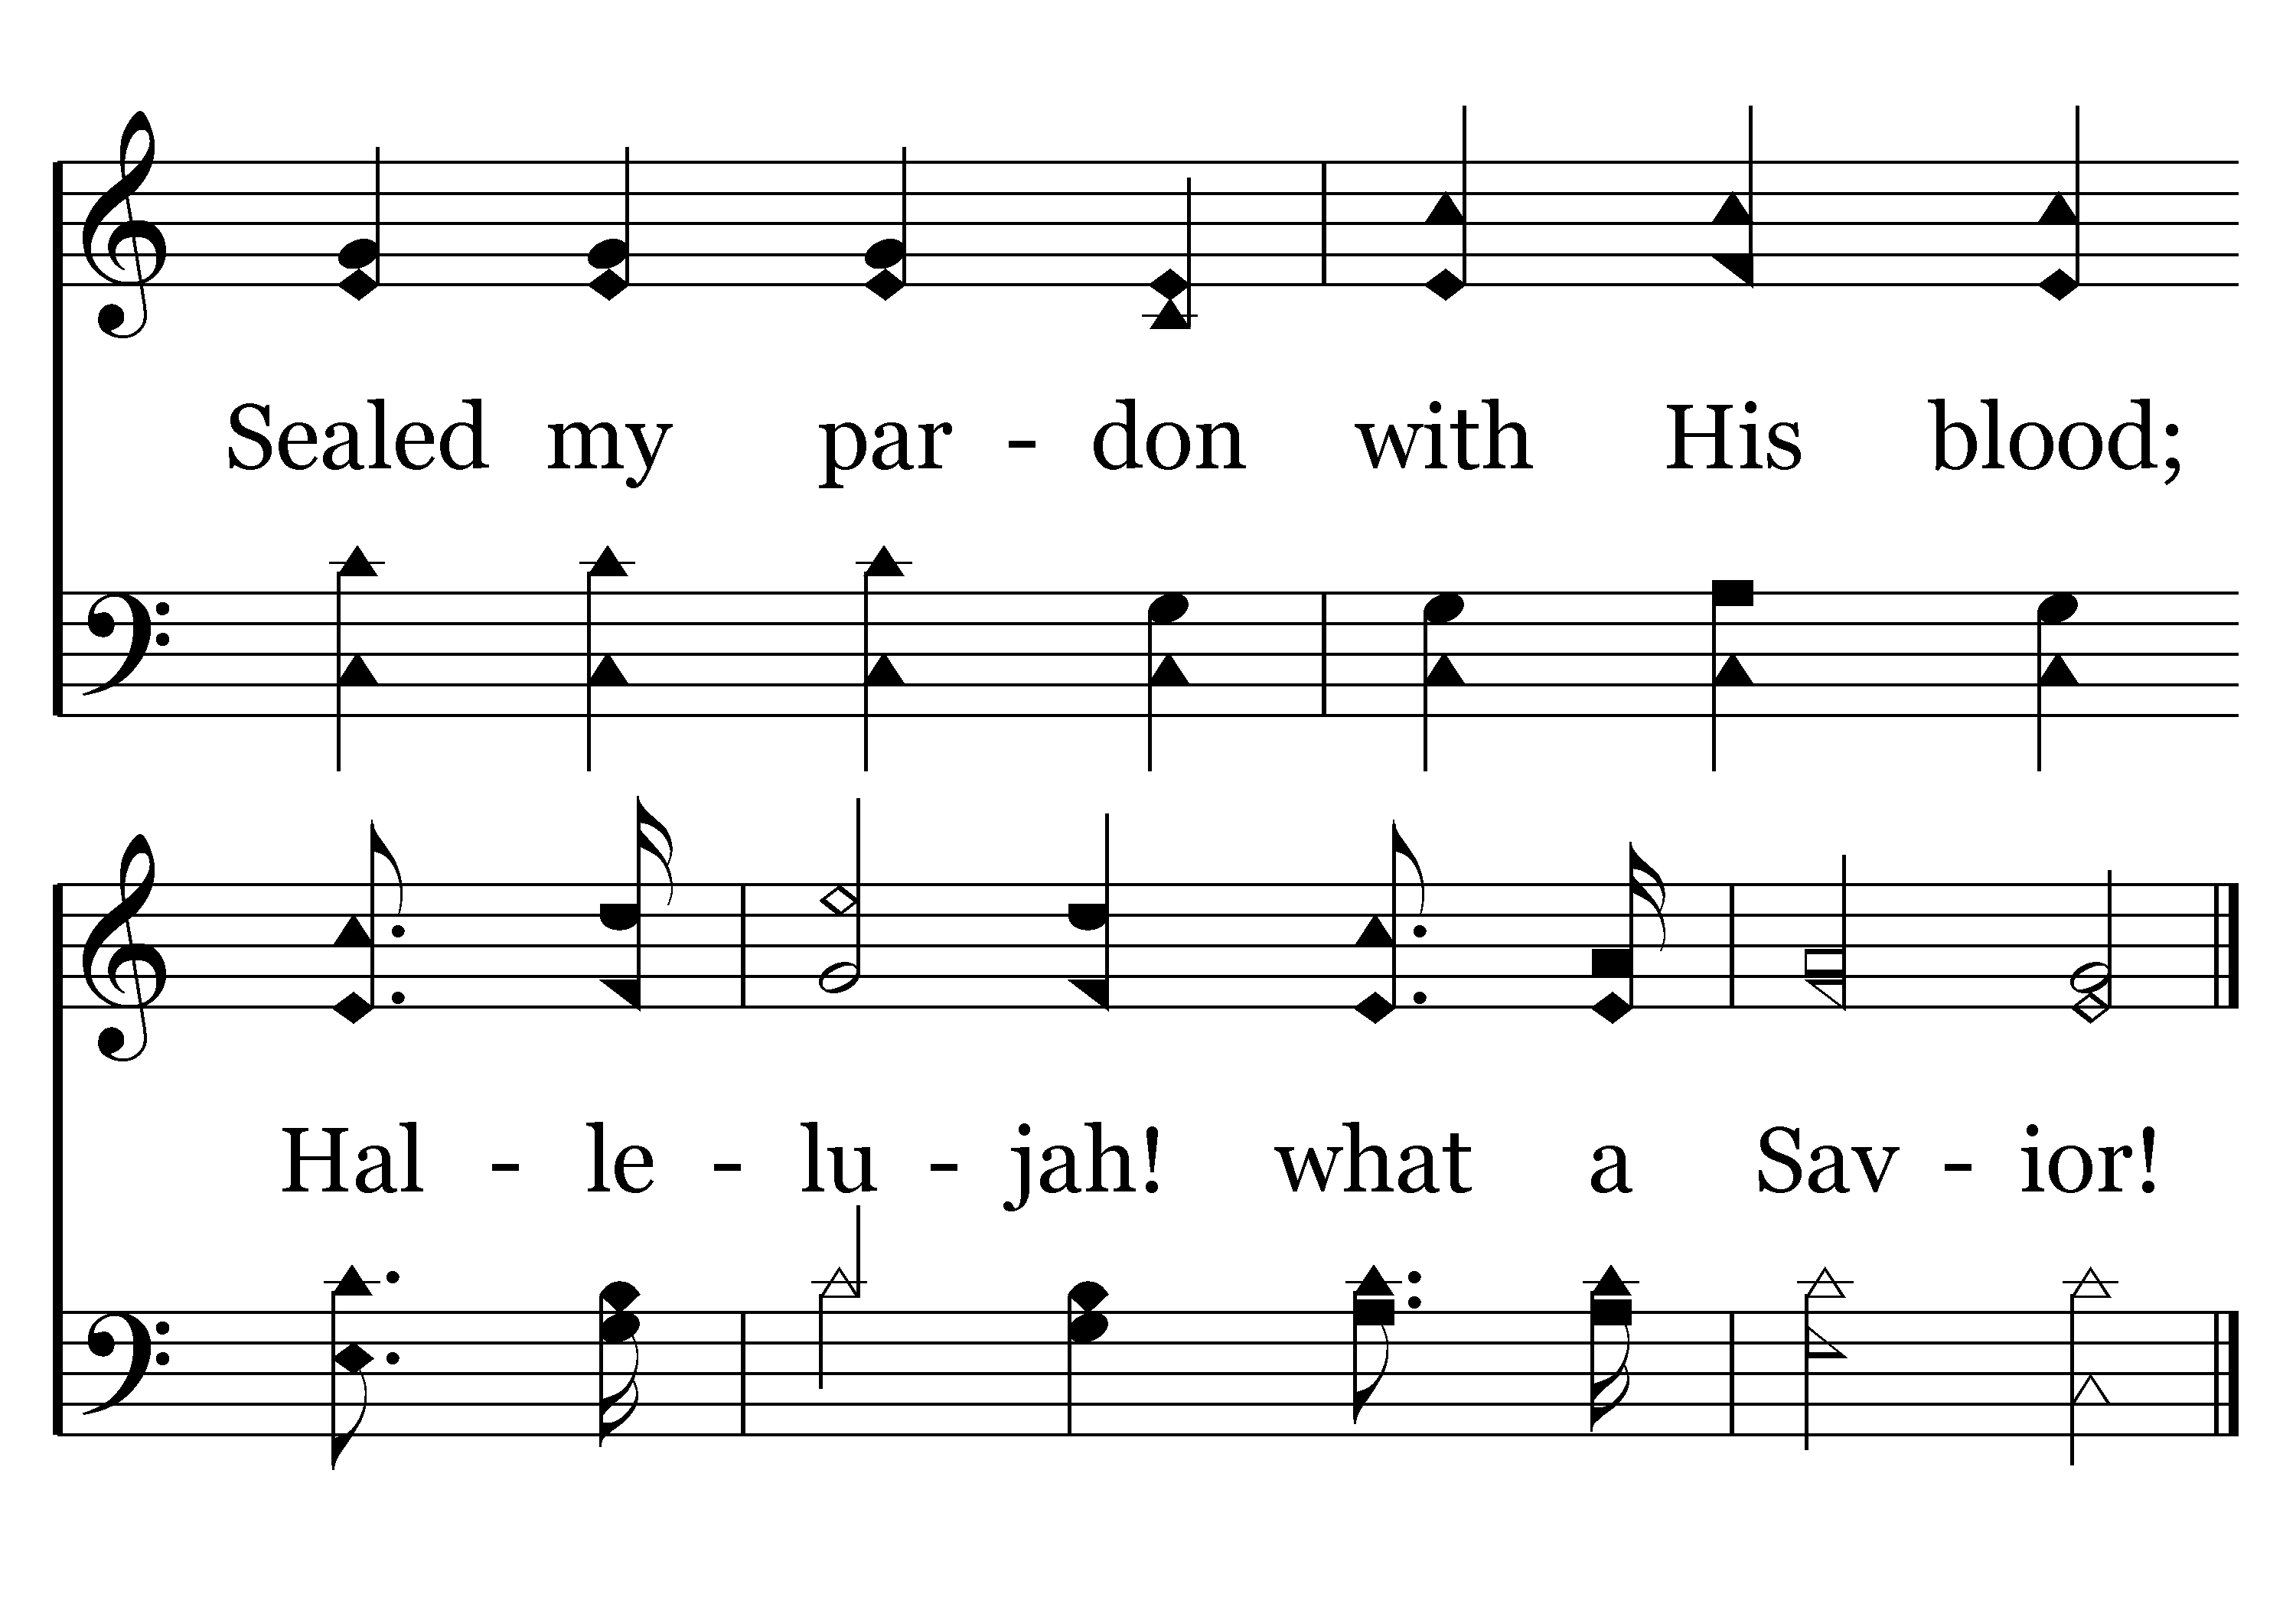 Sealed my par - don with His blood;
Hal - le - lu - jah! what a Sav - ior!